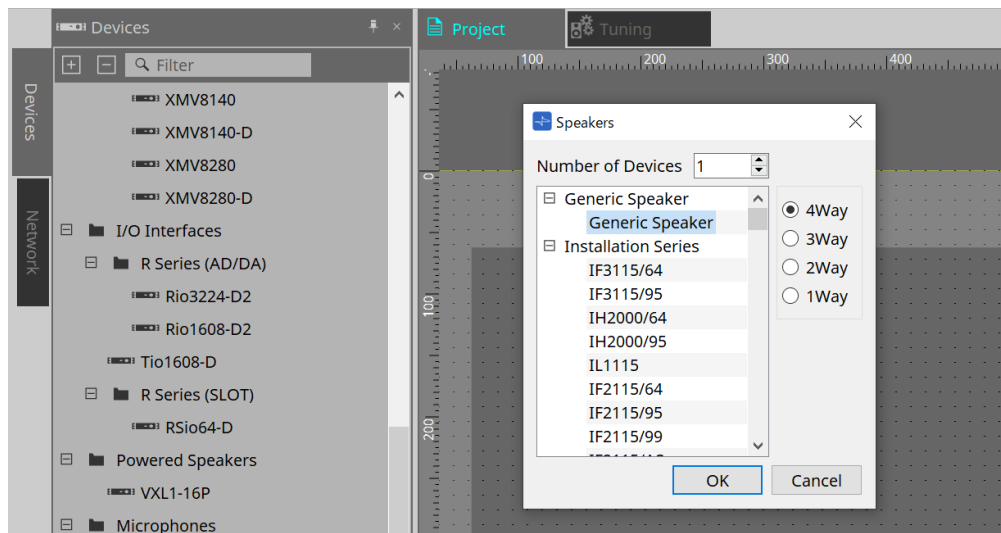 Devices
Filter
XMV8140
XMV8140-D
XMV8280
XMV8280-D
I/O Interfaces
R Series (AD/DA)
Rio3224-D2
Rio1608-D2
Tio1608-D
R Series (SLOT)
RSio64-D
Powered Speakers
VXL1-16P
Microphones
Devices
Network
Project
Tuning
100
200
300
400
0
100
200
Speakers
Number of Devices 1
Generic Speaker
Generic Speaker
Installation Series
IF3115/64
IF3115/95
IH2000/64
IH2000/95
IL1115
IF2115/64
IF2115/95
IF2115/99
4Way
3Way
2Way
1Way
OK
Cancel